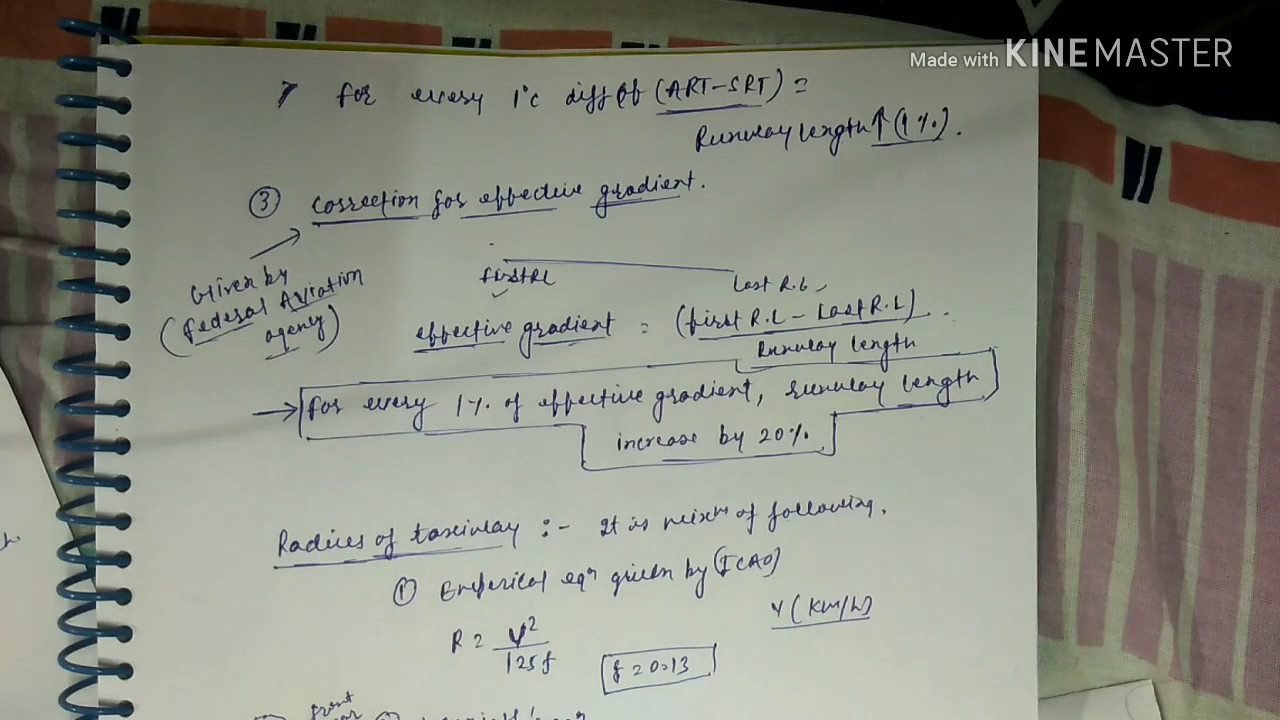 Made with KINEMASTER
→ for every 1°c diff of (ART-SRT) =
Runway length ↑ (1%).
③ Correction for effective gradient.
Given by
(Federal Aviation
agency)
first RL
Last R.L
effective gradient = (first R.L - Last R.L)
Runway length
→ for every 1% of effective gradient, runway length
increase by 20%.
Radius of taxiway :- It is maxm of following.
① Emperical eqn given by (ICAO)
V (Km/h)
R = V²
125f
f = 0.13
front